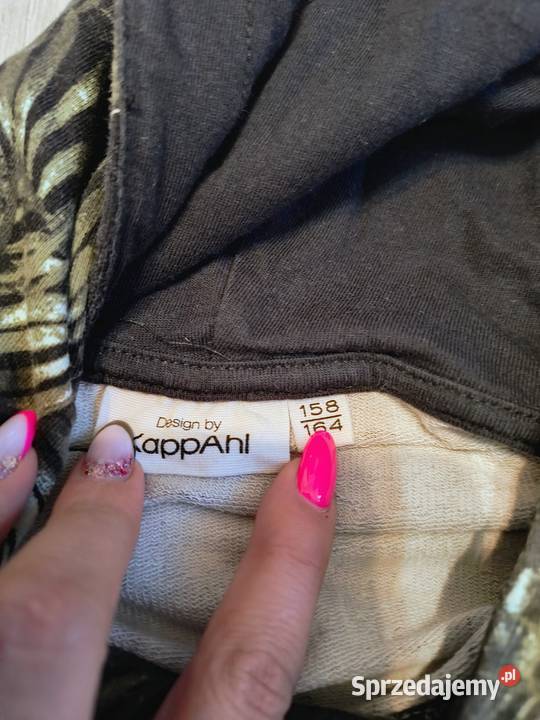 Design by
KappAhl
158
164
Sprzedajemy.pl